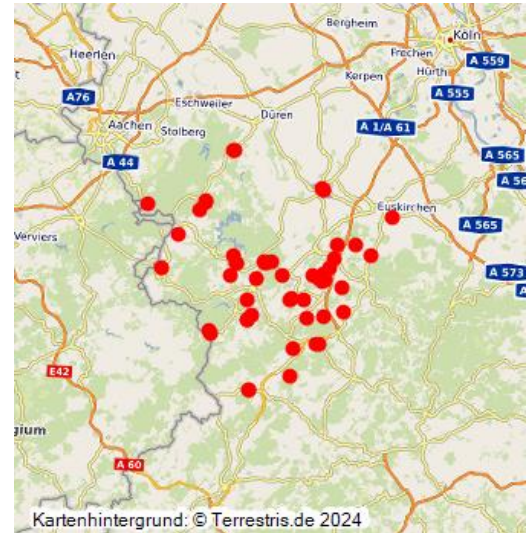 Bergheim
Köln
Heerlen
Frechen
A 559
Kerpen
Hürth
A76
Eschweiler
A 555
Düren
Aachen
Stolberg
A 1/A 61
A 44
A 565
A 56
Euskirchen
A 565
Verviers
A 573
E42
gium
A 60
Kartenhintergrund: © Terrestris.de 2024